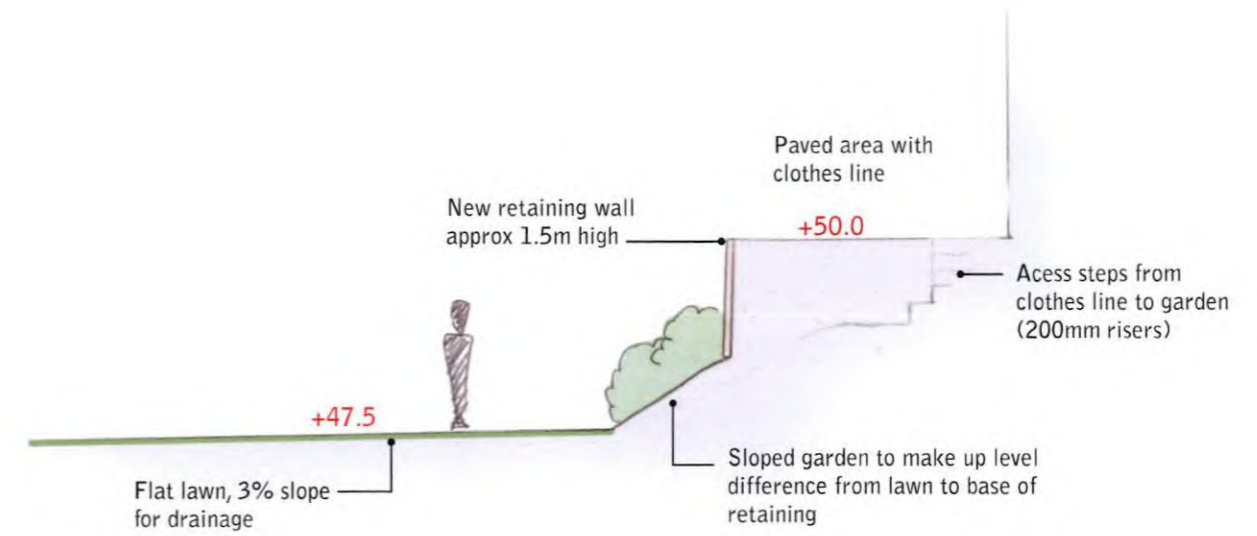 Paved area with
clothes line
New retaining wall
approx 1.5m high
+50.0
Acess steps from
clothes line to garden
(200mm risers)
+47.5
Sloped garden to make up level
difference from lawn to base of
retaining
Flat lawn, 3% slope
for drainage